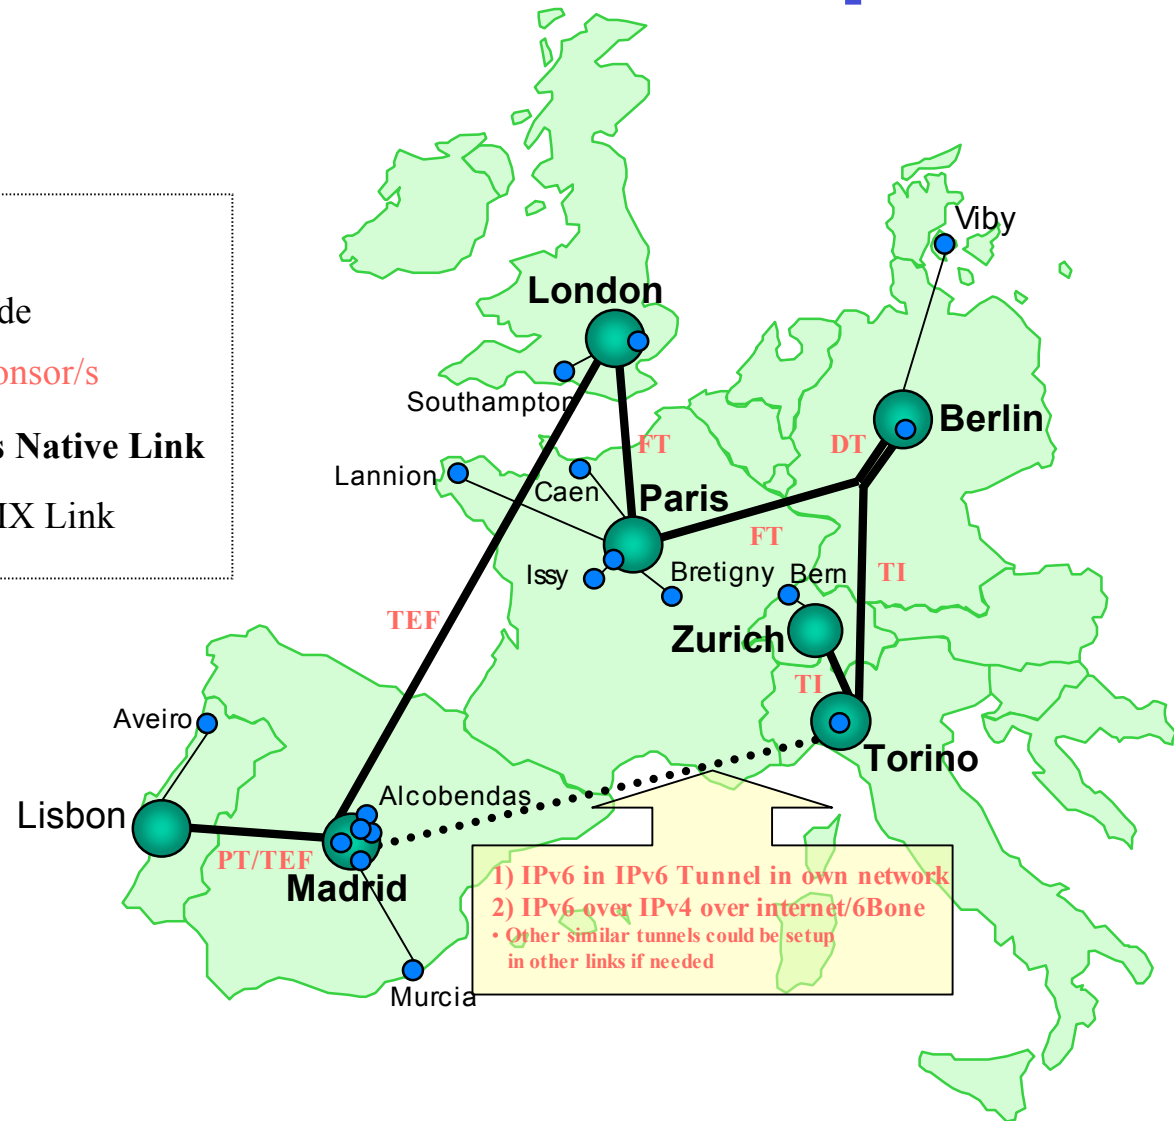 de
onsor/s
s Native Link
IX Link
Viby
London
Southampton
Berlin
DT
FT
Lannion
Caen
Paris
FT
Issy
Bretigny
Bern
TI
TEF
Zurich
TI
Aveiro
Torino
Alcobendas
Lisbon
PT/TEF
Madrid
1) IPv6 in IPv6 Tunnel in own network
2) IPv6 over IPv4 over internet/6Bone
• Other similar tunnels could be setup
in other links if needed
Murcia